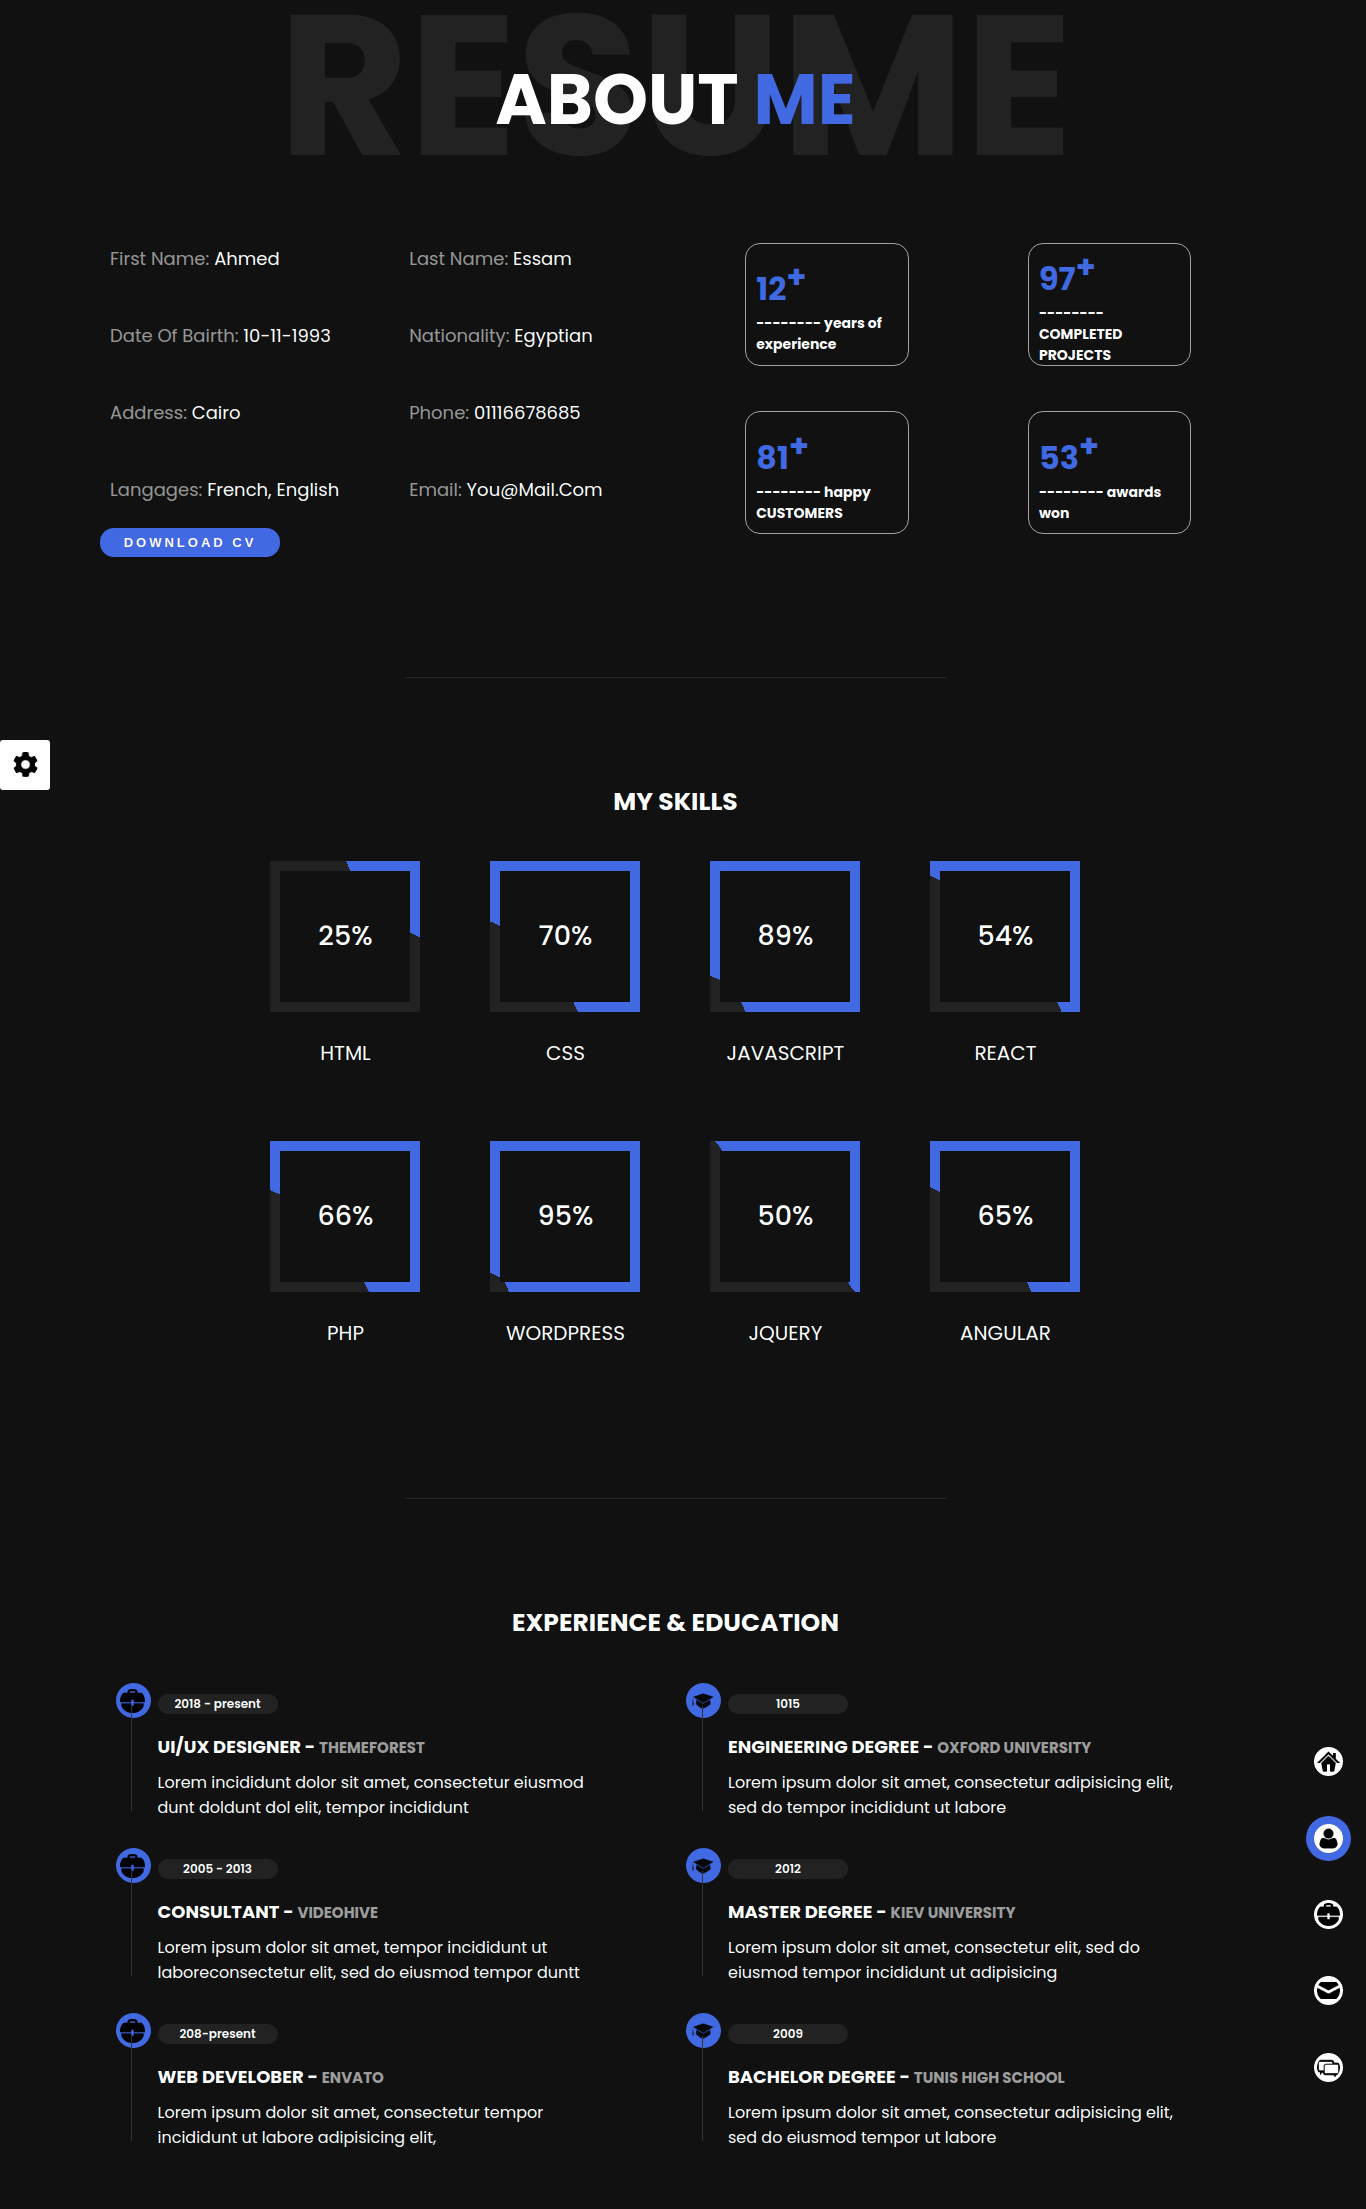 RESUME
ABOUT ME
First Name: Ahmed
Last Name: Essam
Date Of Bairth: 10-11-1993
Nationality: Egyptian
Address: Cairo
Phone: 01116678685
Langages: French, English
Email: You@Mail.Com
DOWNLOAD CV
12+
-------- years of
experience
97+
--------
COMPLETED
PROJECTS
81+
-------- happy
CUSTOMERS
53+
-------- awards
won
MY SKILLS
25%
70%
89%
54%
HTML
CSS
JAVASCRIPT
REACT
66%
95%
50%
65%
PHP
WORDPRESS
JQUERY
ANGULAR
EXPERIENCE & EDUCATION
2018 - present
UI/UX DESIGNER - THEMEFOREST
Lorem incididunt dolor sit amet, consectetur eiusmod
dunt doldunt dol elit, tempor incididunt
2005 - 2013
CONSULTANT - VIDEOHIVE
Lorem ipsum dolor sit amet, tempor incididunt ut
laboreconsectetur elit, sed do eiusmod tempor duntt
208-present
WEB DEVELOBER - ENVATO
Lorem ipsum dolor sit amet, consectetur tempor
incididunt ut labore adipisicing elit,
1015
ENGINEERING DEGREE - OXFORD UNIVERSITY
Lorem ipsum dolor sit amet, consectetur adipisicing elit,
sed do tempor incididunt ut labore
2012
MASTER DEGREE - KIEV UNIVERSITY
Lorem ipsum dolor sit amet, consectetur elit, sed do
eiusmod tempor incididunt ut adipisicing
2009
BACHELOR DEGREE - TUNIS HIGH SCHOOL
Lorem ipsum dolor sit amet, consectetur adipisicing elit,
sed do eiusmod tempor ut labore